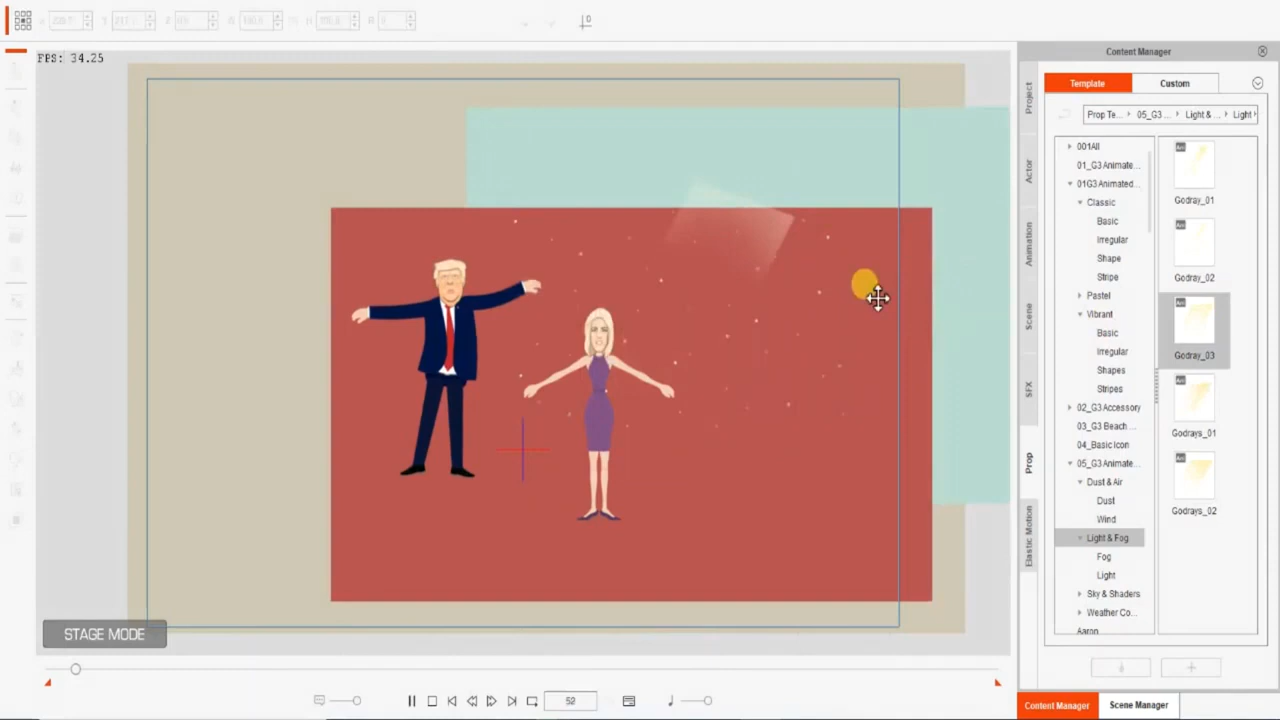 FPS: 34.25
Content Manager
Template
Custom
Prop Te...
05_G3 ...
Light & ...
Light
Project
Actor
Animation
Scene
SFX
Prop
Elastic Motion
001All
01_G3 Animate...
01G3 Animated...
Classic
Basic
Irregular
Shape
Stripe
Pastel
Vibrant
Basic
Irregular
Shapes
Stripes
02_G3 Accessory
03_G3 Beach ...
04_Basic Icon
05_G3 Animate...
Dust & Air
Dust
Wind
Light & Fog
Fog
Light
Sky & Shaders
Weather Co...
Aaron
Godray_01
Godray_02
Godray_03
Godrays_01
Godrays_02
STAGE MODE
52
Content Manager
Scene Manager